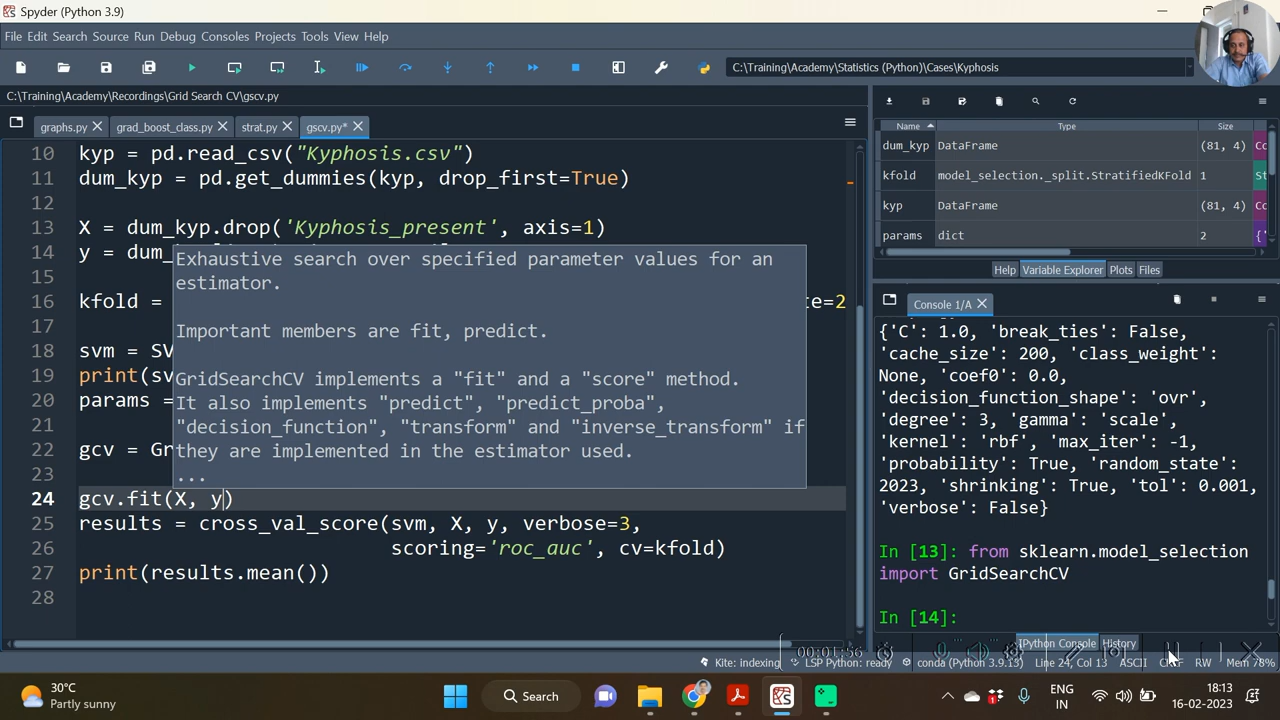 Spyder (Python 3.9)
File Edit Search Source Run Debug Consoles Projects Tools View Help
C:\Training\Academy\Statistics (Python)\Cases\Kyphosis
C:\Training\Academy\Recordings\Grid Search CV\gscv.py
graphs.py grad_boost_class.py strat.py gscv.py*
10 kyp = pd.read_csv("Kyphosis.csv")
11 dum_kyp = pd.get_dummies(kyp, drop_first=True)
12
13 X = dum_kyp.drop('Kyphosis_present', axis=1)
14 y = dum_
15
16 kfold = te=2
17
18 svm = SV
19 print(sv
20 params =
21
22 gcv = Gr
23
24 gcv.fit(X, y)
25 results = cross_val_score(svm, X, y, verbose=3,
26 scoring='roc_auc', cv=kfold)
27 print(results.mean())
28
Exhaustive search over specified parameter values for an
estimator.
Important members are fit, predict.
GridSearchCV implements a "fit" and a "score" method.
It also implements "predict", "predict_proba",
"decision_function", "transform" and "inverse_transform" if
they are implemented in the estimator used.
...
Name Type Size
dum_kyp DataFrame (81, 4) Co
kfold model_selection._split.StratifiedKFold 1 St
kyp DataFrame (81, 4) Co
params dict 2 {'
Help Variable Explorer Plots Files
Console 1/A
{'C': 1.0, 'break_ties': False,
'cache_size': 200, 'class_weight':
None, 'coef0': 0.0,
'decision_function_shape': 'ovr',
'degree': 3, 'gamma': 'scale',
'kernel': 'rbf', 'max_iter': -1,
'probability': True, 'random_state':
2023, 'shrinking': True, 'tol': 0.001,
'verbose': False}
In [13]: from sklearn.model_selection
import GridSearchCV
In [14]:
00:01:56
IPython Console History
Kite: indexing LSP Python: ready conda (Python 3.9.13) Line 24, Col 13 ASCII CRLF RW Mem 78%
30°C
Partly sunny
Search
ENG
IN
18:13
16-02-2023